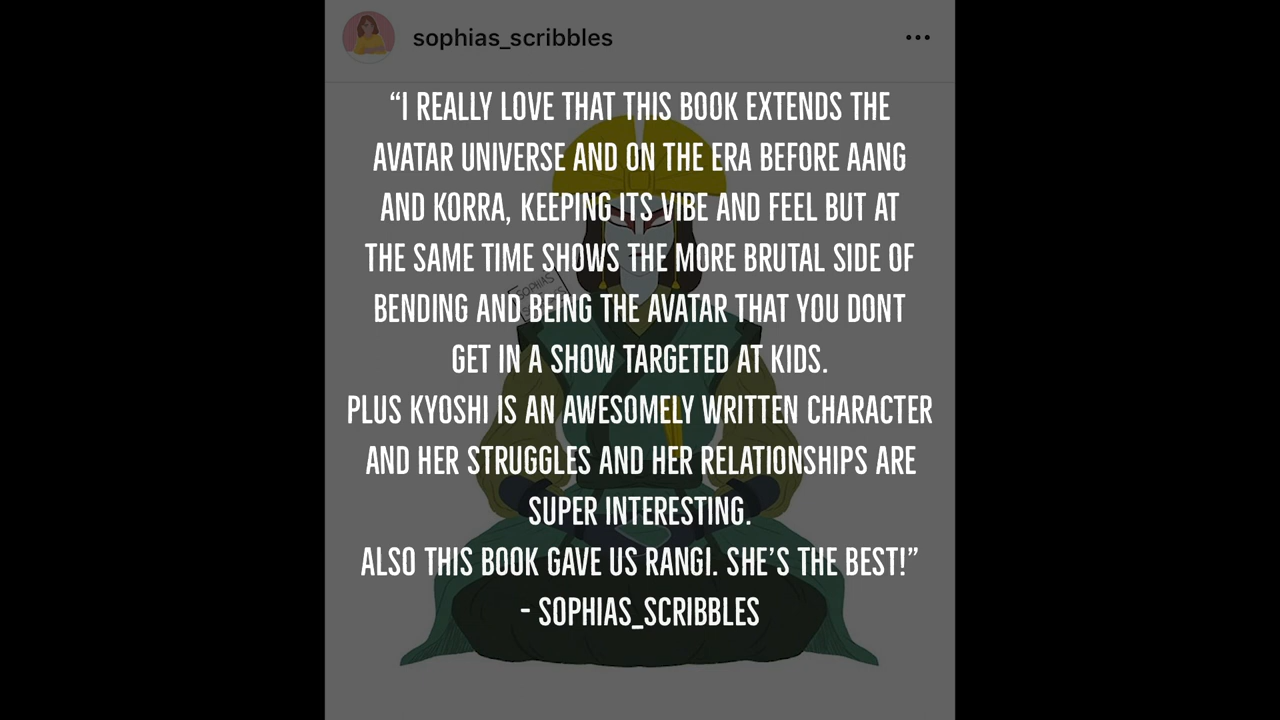 sophias_scribbles
“I REALLY LOVE THAT THIS BOOK EXTENDS THE
AVATAR UNIVERSE AND ON THE ERA BEFORE AANG
AND KORRA, KEEPING ITS VIBE AND FEEL BUT AT
THE SAME TIME SHOWS THE MORE BRUTAL SIDE OF
BENDING AND BEING THE AVATAR THAT YOU DONT
GET IN A SHOW TARGETED AT KIDS.
PLUS KYOSHI IS AN AWESOMELY WRITTEN CHARACTER
AND HER STRUGGLES AND HER RELATIONSHIPS ARE
SUPER INTERESTING.
ALSO THIS BOOK GAVE US RANGI. SHE’S THE BEST!”
- SOPHIAS_SCRIBBLES
SOPHIAS